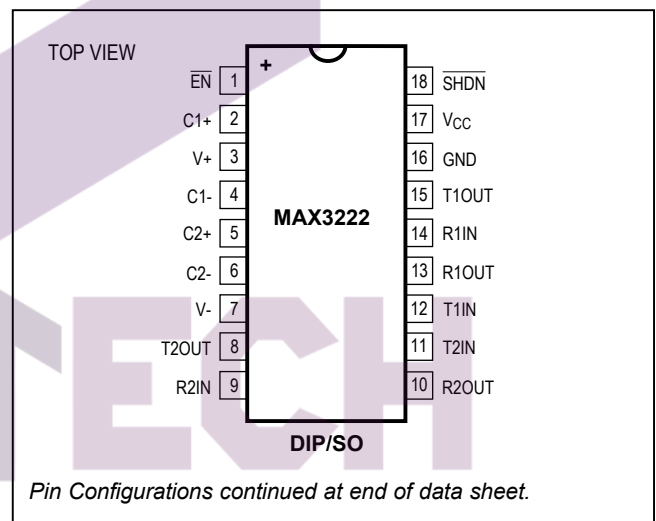 TOP VIEW
E̅N̅ 1
C1+ 2
V+ 3
C1- 4
C2+ 5
C2- 6
V- 7
T2OUT 8
R2IN 9
+
MAX3222
18 S̅H̅D̅N̅
17 VCC
16 GND
15 T1OUT
14 R1IN
13 R1OUT
12 T1IN
11 T2IN
10 R2OUT
DIP/SO
Pin Configurations continued at end of data sheet.
TECH